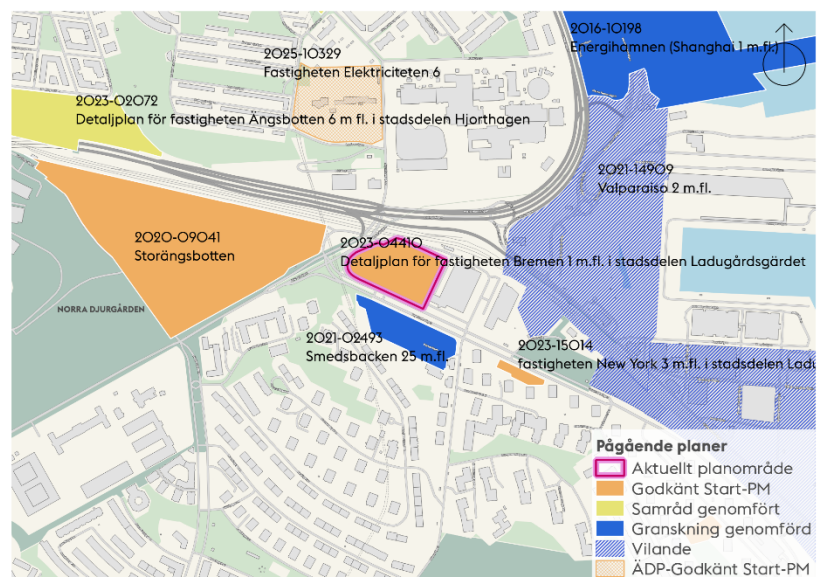 2016-10198
Energihamnen (Shanghai 1 m.fl.)
2025-10329
Fastigheten Elektriciteten 6
2023-02072
Detaljplan för fastigheten Ängsbotten 6 m fl. i stadsdelen Hjorthagen
2021-14909
Valparaiso 2 m.fl.
2020-09041
Storängsbotten
2023-04410
Detaljplan för fastigheten Bremen 1 m.fl. i stadsdelen Ladugårdsgärdet
NORRA DJURGÅRDEN
2021-02493
Smedsbacken 25 m.fl.
2023-15014
fastigheten New York 3 m.fl. i stadsdelen Ladu
Pågående planer
Aktuellt planområde
Godkänt Start-PM
Samråd genomfört
Granskning genomförd
Vilande
ÄDP-Godkänt Start-PM